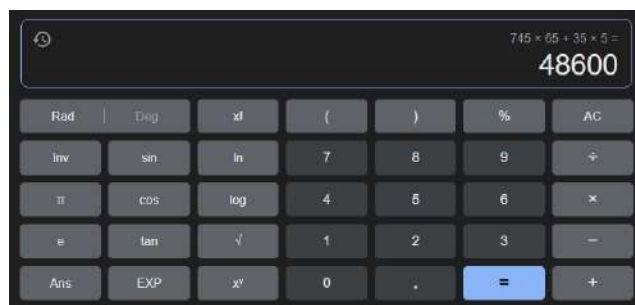 745 × 65 + 35 × 5 =
48600
Rad | Deg x! ( ) % AC
Inv sin ln 7 8 9 ÷
π cos log 4 5 6 ×
e tan √ 1 2 3 −
Ans EXP xʸ 0 . = +